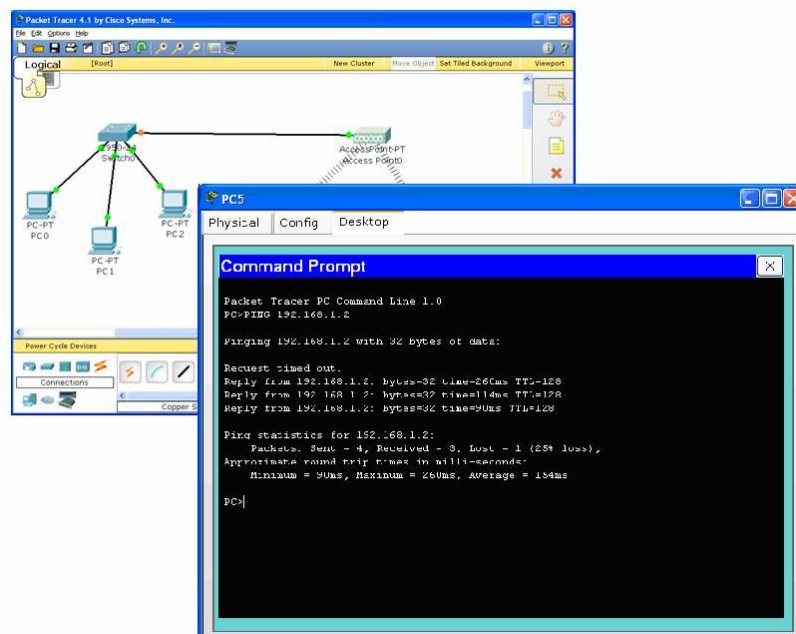 Packet Tracer 4.1 by Cisco Systems, Inc.
File Edit Options Help
Logical [Root] New Cluster Move Object Set Tiled Background Viewport
2950-24
Switch0
AccessPoint-PT
Access Point0
PC-PT
PC0
PC-PT
PC1
PC-PT
PC2
Power Cycle Devices
Connections
Copper S
PC5
Physical Config Desktop
Command Prompt
X
Packet Tracer PC Command Line 1.0
PC>PING 192.168.1.2
Pinging 192.168.1.2 with 32 bytes of data:
Request timed out.
Reply from 192.168.1.2: bytes=32 time=260ms TTL=128
Reply from 192.168.1.2: bytes=32 time=114ms TTL=128
Reply from 192.168.1.2: bytes=32 time=90ms TTL=128
Ping statistics for 192.168.1.2:
Packets: Sent = 4, Received = 3, Lost = 1 (25% loss),
Approximate round trip times in milli-seconds:
Minimum = 90ms, Maximum = 260ms, Average = 154ms
PC>